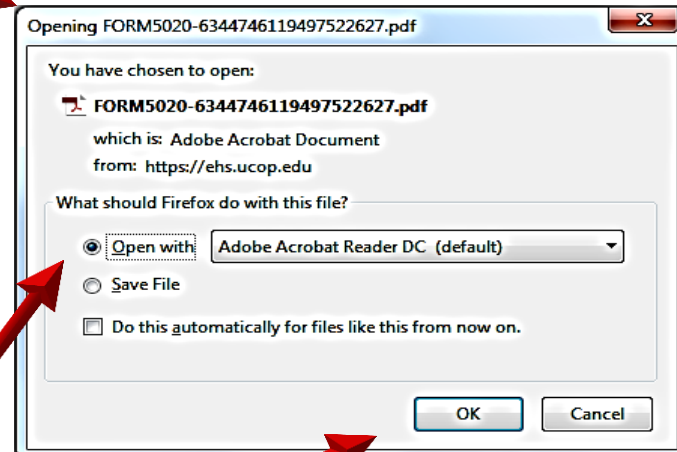 Opening FORM5020-6344746119497522627.pdf
You have chosen to open:
FORM5020-6344746119497522627.pdf
which is: Adobe Acrobat Document
from: https://ehs.ucop.edu
What should Firefox do with this file?
Open with Adobe Acrobat Reader DC (default)
Save File
Do this automatically for files like this from now on.
OK Cancel